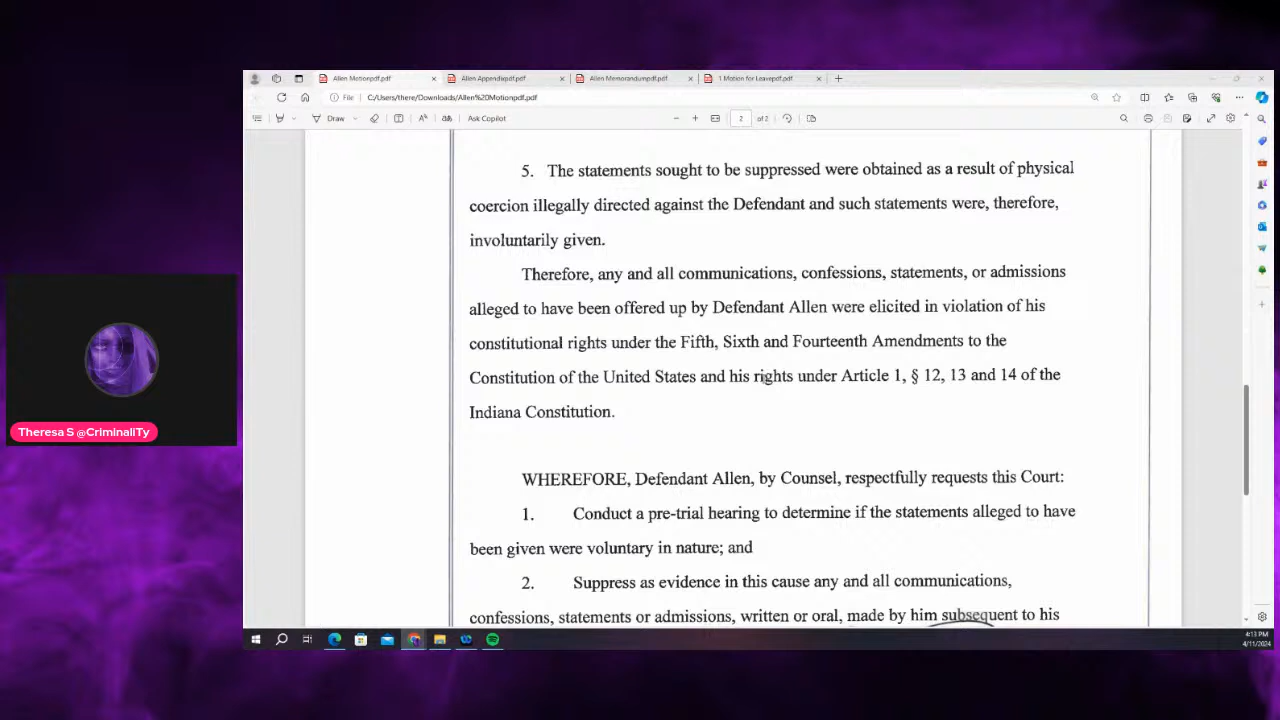 Allen Motionpdf.pdf
Allen Appendixpdf.pdf
Allen Memorandumpdf.pdf
1 Motion for Leavepdf.pdf
File
C:/Users/there/Downloads/Allen%20Motionpdf.pdf
Draw
Ask Copilot
2
of 2
5. The statements sought to be suppressed were obtained as a result of physical
coercion illegally directed against the Defendant and such statements were, therefore,
involuntarily given.
Therefore, any and all communications, confessions, statements, or admissions
alleged to have been offered up by Defendant Allen were elicited in violation of his
constitutional rights under the Fifth, Sixth and Fourteenth Amendments to the
Constitution of the United States and his rights under Article 1, § 12, 13 and 14 of the
Indiana Constitution.
WHEREFORE, Defendant Allen, by Counsel, respectfully requests this Court:
1. Conduct a pre-trial hearing to determine if the statements alleged to have
been given were voluntary in nature; and
2. Suppress as evidence in this cause any and all communications,
confessions, statements or admissions, written or oral, made by him subsequent to his
Theresa S @CriminaliTy
4:13 PM
4/11/2024